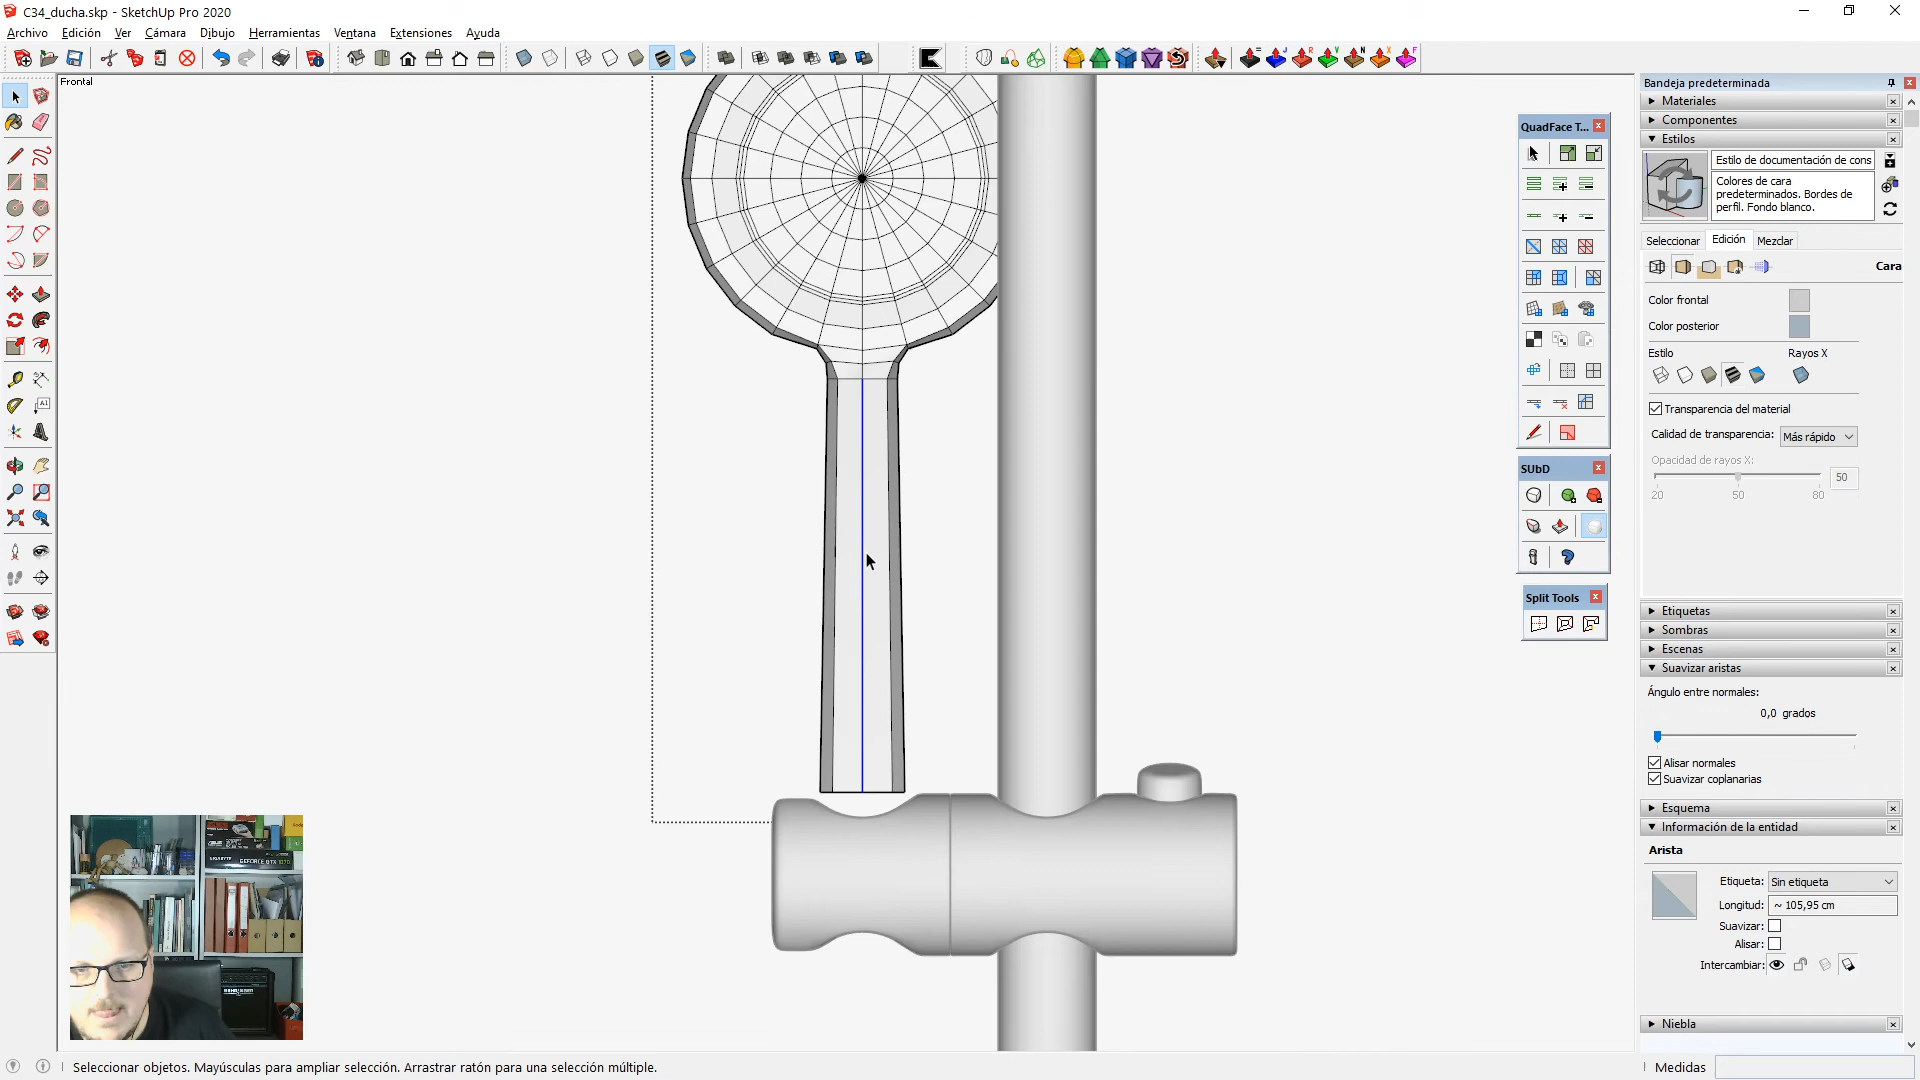 C34_ducha.skp - SketchUp Pro 2020
Archivo Edición Ver Cámara Dibujo Herramientas Ventana Extensiones Ayuda
Frontal
Bandeja predeterminada
Materiales
Componentes
Estilos
Estilo de documentación de cons
Colores de cara
predeterminados. Bordes de
perfil. Fondo blanco.
Seleccionar Edición Mezclar
Cara
Color frontal
Color posterior
Estilo Rayos X
Transparencia del material
Calidad de transparencia: Más rápido
Opacidad de rayos X:
50
20 50 80
QuadFace T...
SUbD
Split Tools
Etiquetas
Sombras
Escenas
Suavizar aristas
Ángulo entre normales:
0,0 grados
Alisar normales
Suavizar coplanarias
Esquema
Información de la entidad
Arista
Etiqueta: Sin etiqueta
Longitud: ~ 105,95 cm
Suavizar:
Alisar:
Intercambiar:
Niebla
Seleccionar objetos. Mayúsculas para ampliar selección. Arrastrar ratón para una selección múltiple.
Medidas